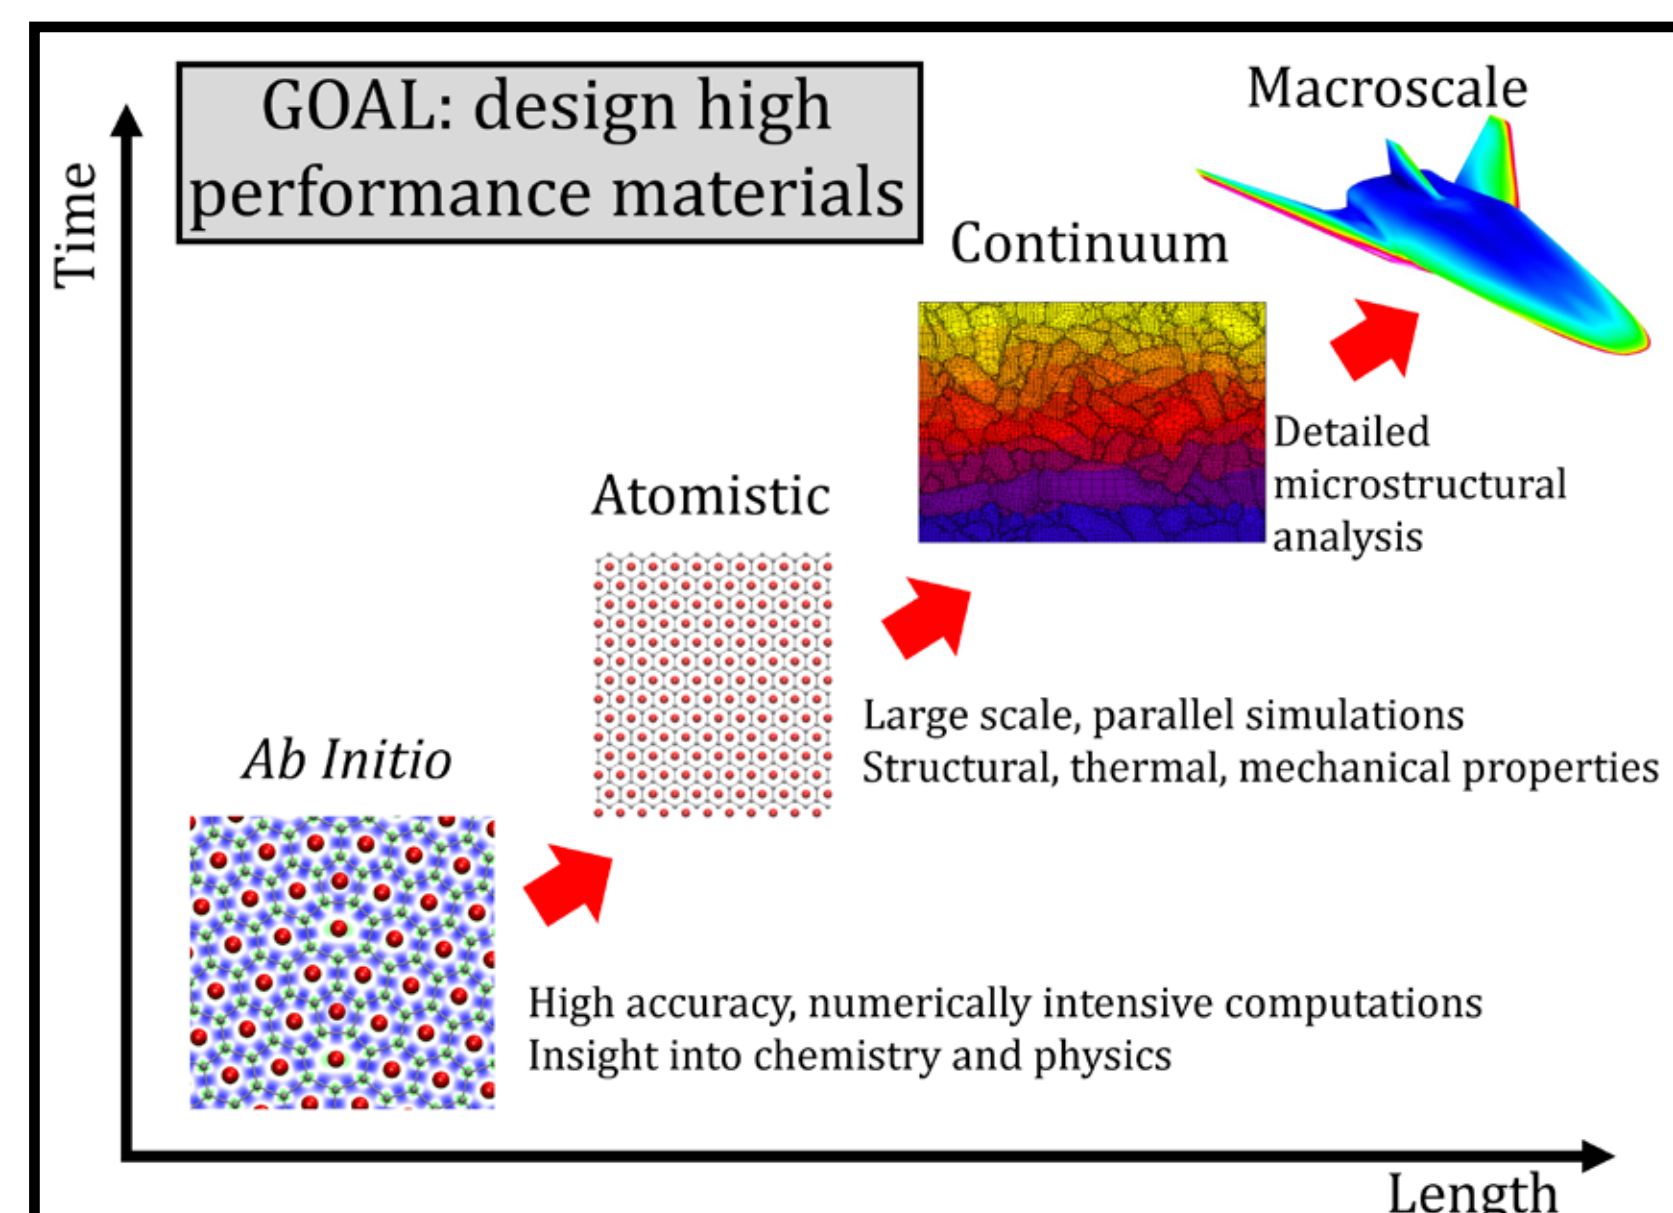 GOAL: design high
performance materials
Macroscale
Time
Continuum
Detailed
microstructural
analysis
Atomistic
Large scale, parallel simulations
Structural, thermal, mechanical properties
Ab Initio
High accuracy, numerically intensive computations
Insight into chemistry and physics
Length